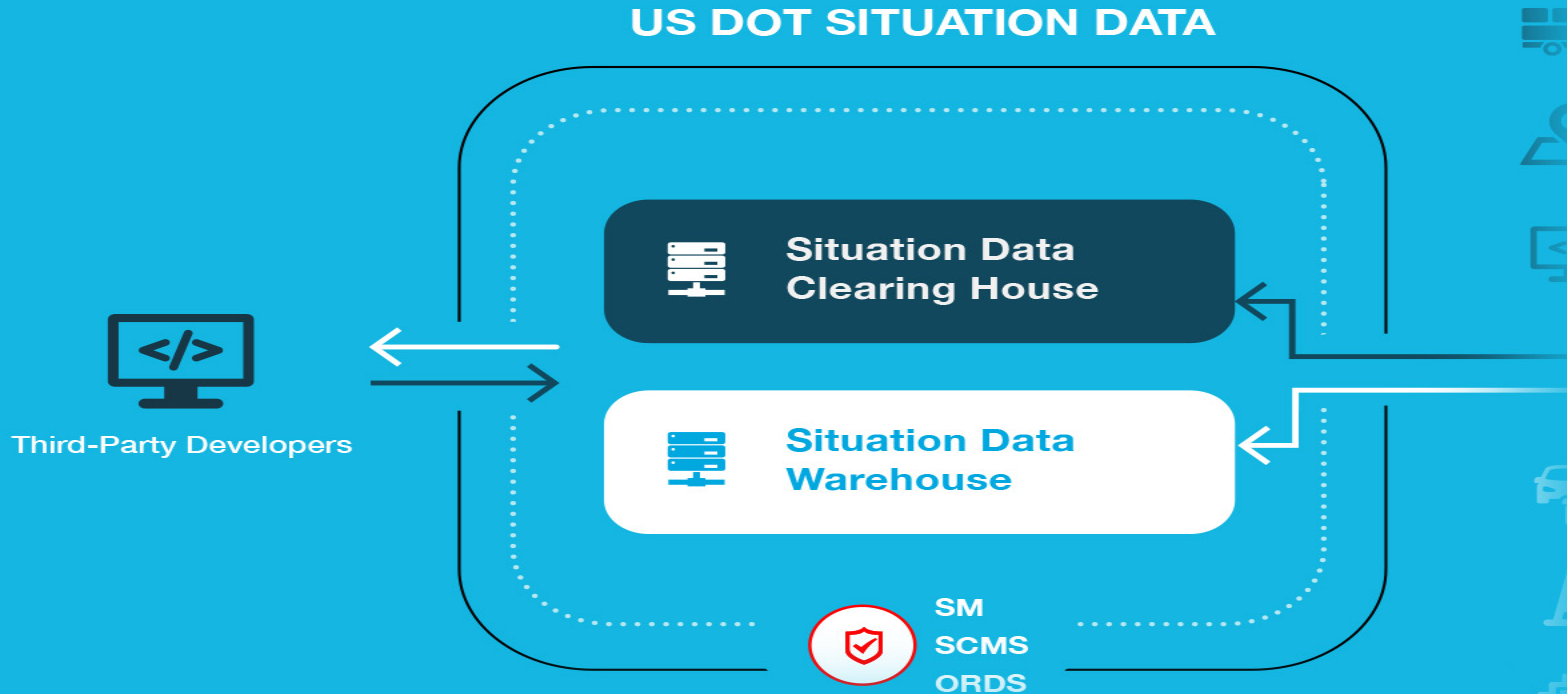 US DOT SITUATION DATA
Situation Data
Clearing House
</>
Third-Party Developers
Situation Data
Warehouse
SM
SCMS
ORDS